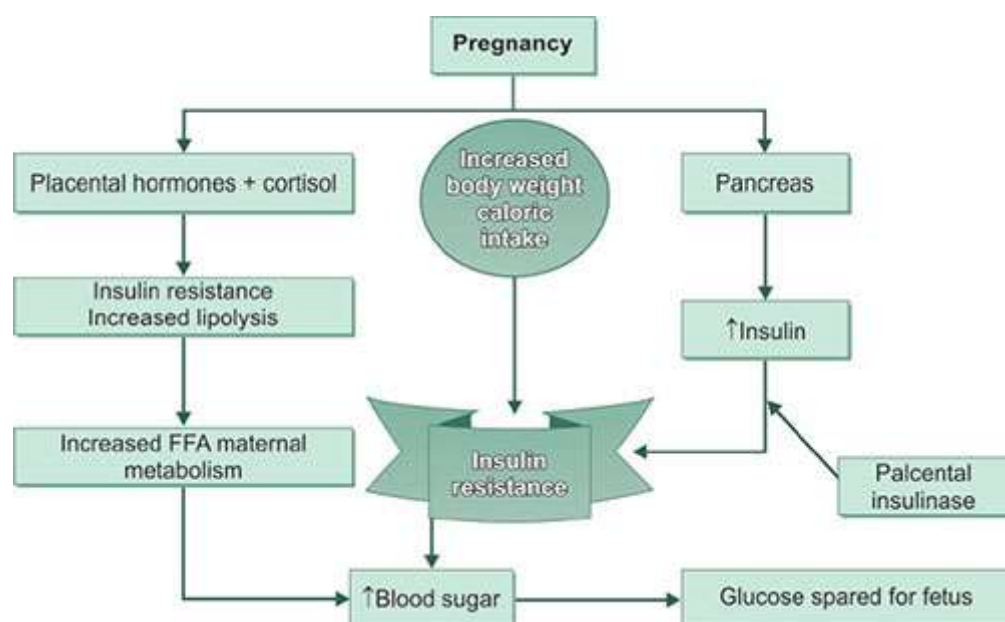 Pregnancy
Placental hormones + cortisol
Increased
body weight
caloric
intake
Pancreas
Insulin resistance
Increased lipolysis
↑Insulin
Increased FFA maternal
metabolism
Insulin
resistance
Palcental
insulinase
↑Blood sugar
Glucose spared for fetus